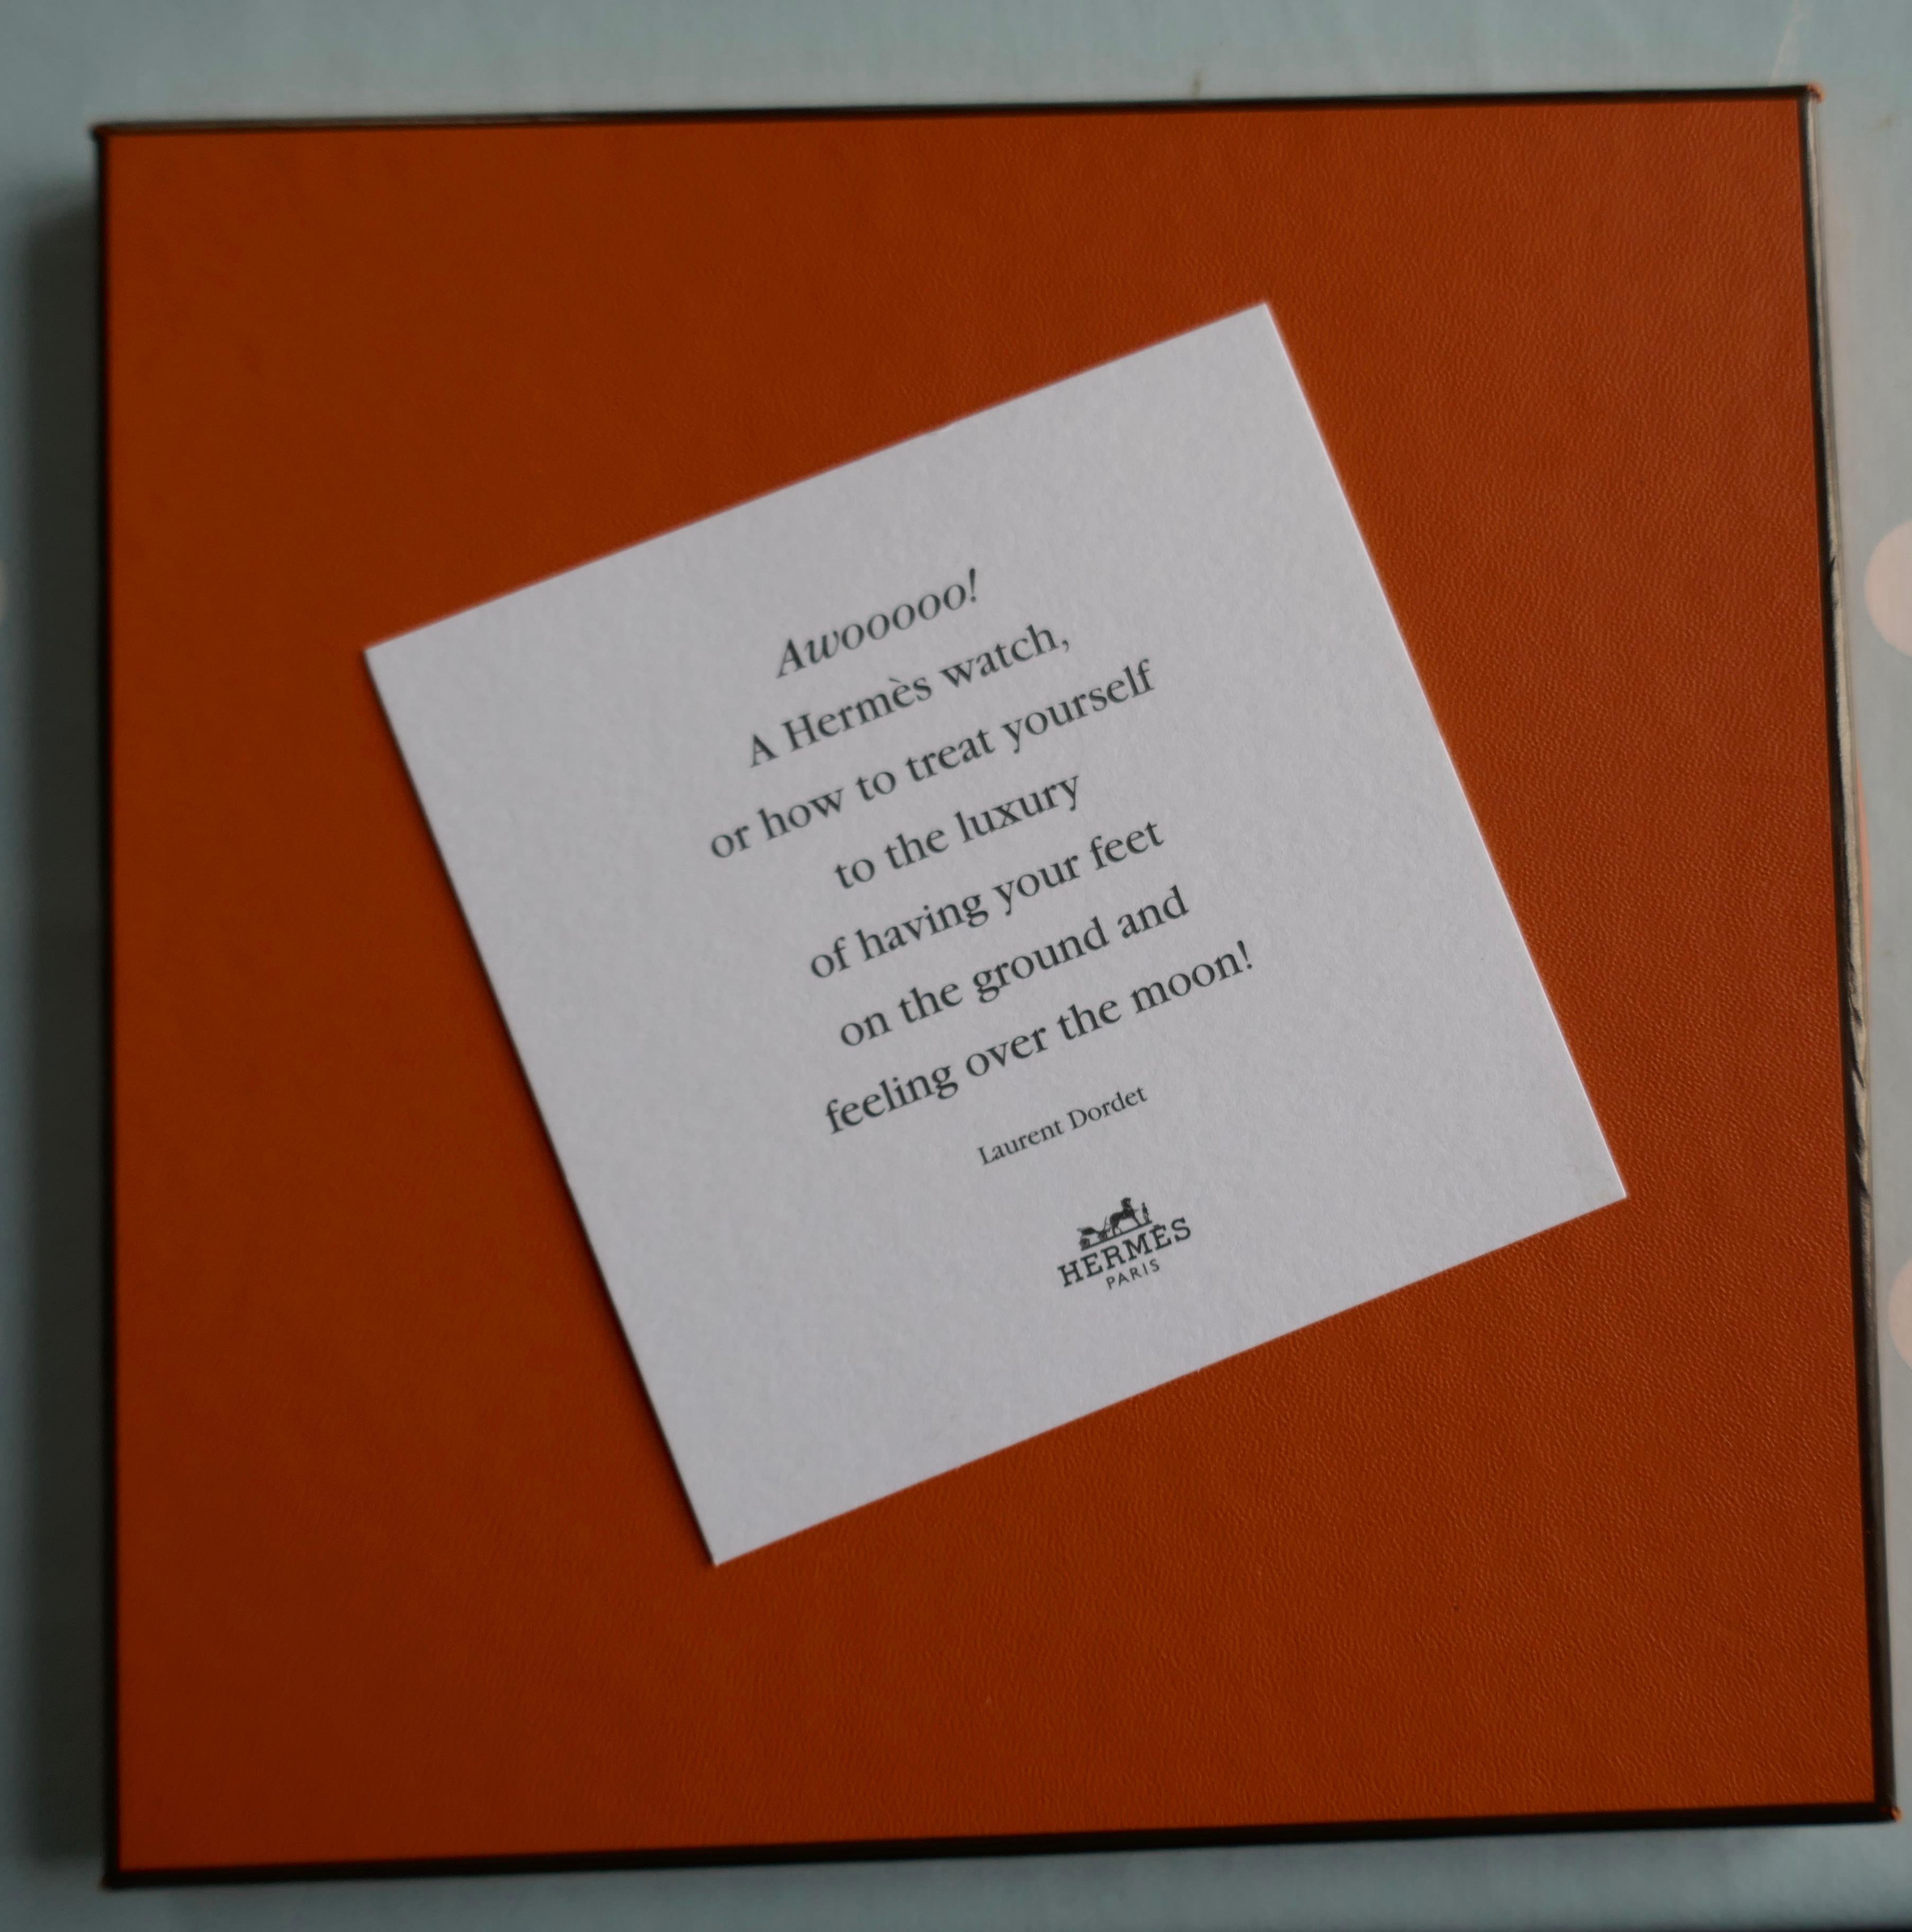 Awooooo!
A Hermès watch,
or how to treat yourself
to the luxury
of having your feet
on the ground and
feeling over the moon!
Laurent Dordet
HERMÈS
PARIS